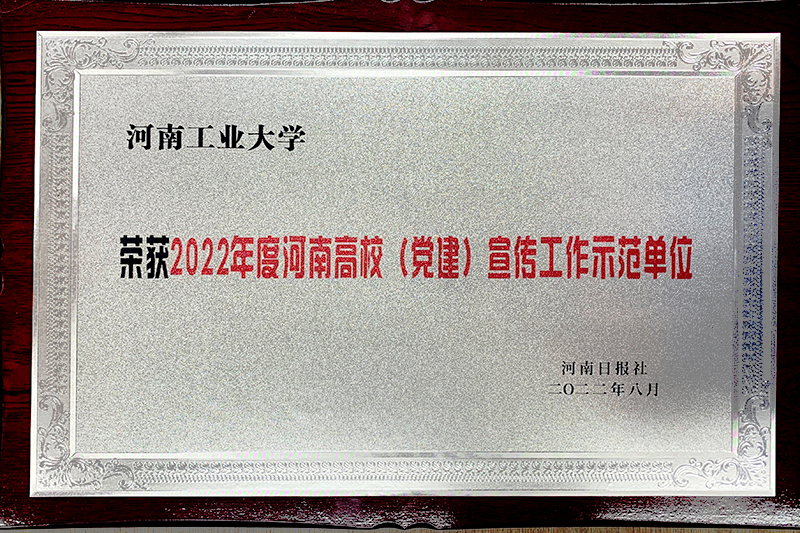 河南工业大学
荣获2022年度河南高校（党建）宣传工作示范单位
河南日报社
二〇二二年八月